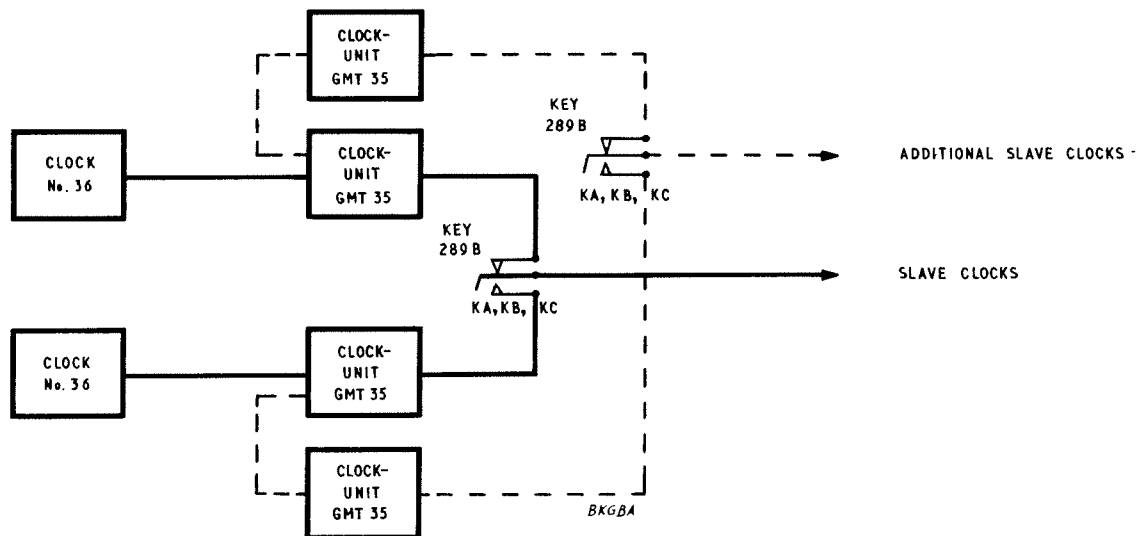 CLOCK-
UNIT
GMT 35
KEY
289 B
CLOCK
No. 36
CLOCK-
UNIT
GMT 35
ADDITIONAL SLAVE CLOCKS-
KA, KB, KC
KEY
289 B
SLAVE CLOCKS
KA, KB, KC
CLOCK
No. 36
CLOCK-
UNIT
GMT 35
CLOCK-
UNIT
GMT 35
BKGBA